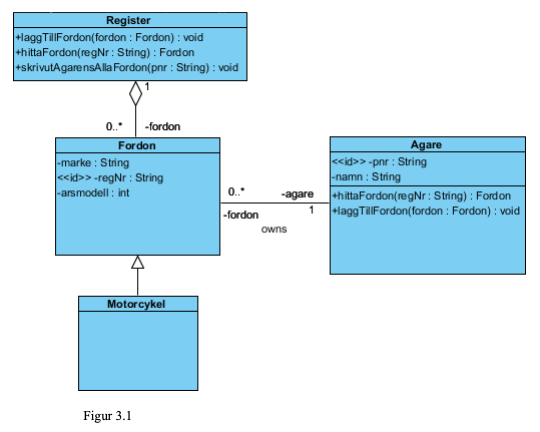 Register
+laggTillFordon(fordon : Fordon) : void
+hittaFordon(regNr : String) : Fordon
+skrivutAgarensAllaFordon(pnr : String) : void
1
0..* -fordon
Fordon
-marke : String
<<id>> -regNr : String
-arsmodell : int
0..* -agare
-fordon 1
owns
Agare
<<id>> -pnr : String
-namn : String
+hittaFordon(regNr : String) : Fordon
+laggTillFordon(fordon : Fordon) : void
Motorcykel
Figur 3.1